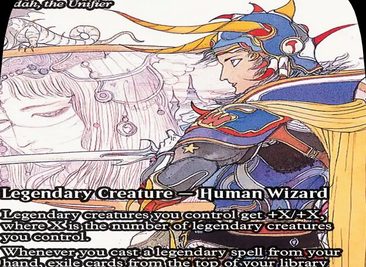 dah, the Unifier
Legendary Creature — Human Wizard
Legendary creatures you control get +X/+X,
where X is the number of legendary creatures
you control.
Whenever you cast a legendary spell from your
hand, exile cards from the top of your library